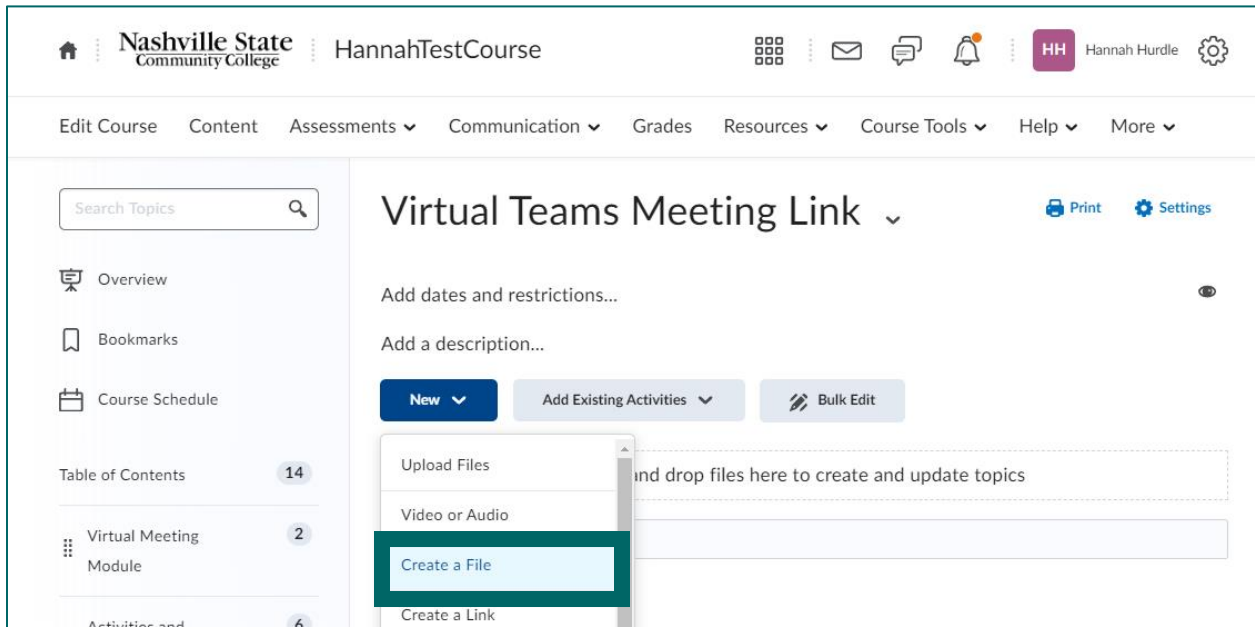 Nashville State
Community College
HannahTestCourse
HH
Hannah Hurdle
Edit Course Content Assessments Communication Grades Resources Course Tools Help More
Search Topics
Overview
Bookmarks
Course Schedule
Table of Contents 14
Virtual Meeting 2
Module
Activities and 6
Virtual Teams Meeting Link
Print Settings
Add dates and restrictions...
Add a description...
New Add Existing Activities Bulk Edit
Upload Files
and drop files here to create and update topics
Video or Audio
Create a File
Create a Link